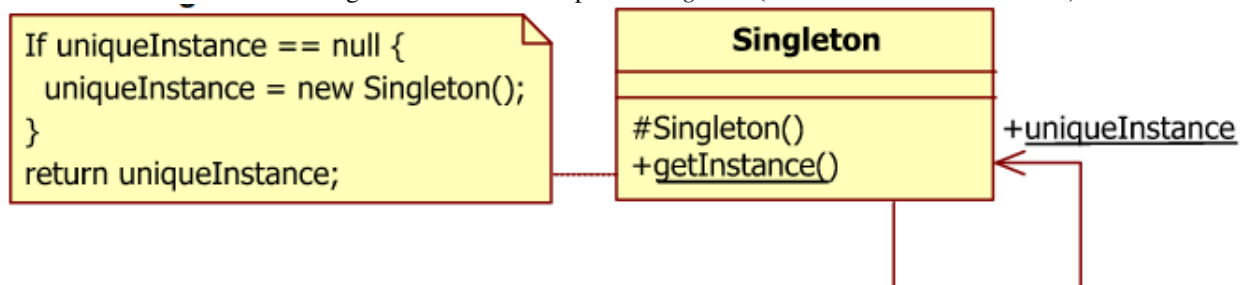 If uniqueInstance == null {
uniqueInstance = new Singleton();
}
return uniqueInstance;
Singleton
#Singleton()
+getInstance()
+uniqueInstance